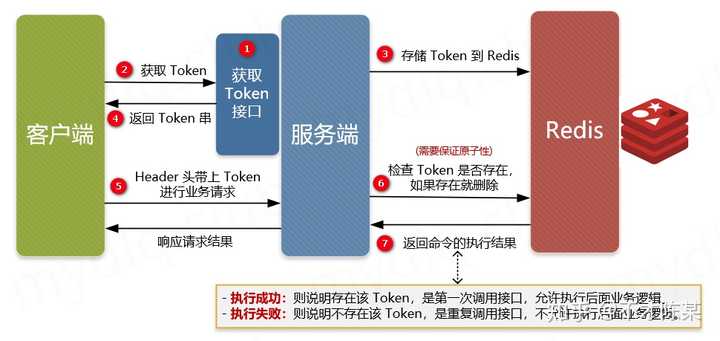 客户端
服务端
Redis
1
获取
Token
接口
2 获取 Token
3 存储 Token 到 Redis
4 返回 Token 串
5 Header 头带上 Token
进行业务请求
(需要保证原子性)
6 检查 Token 是否存在，
如果存在就删除
响应请求结果
7 返回命令的执行结果
- 执行成功：则说明存在该 Token，是第一次调用接口，允许执行后面业务逻辑。
- 执行失败：则说明不存在该 Token，是重复调用接口，不允许执行后面业务逻辑。
知乎
陈某